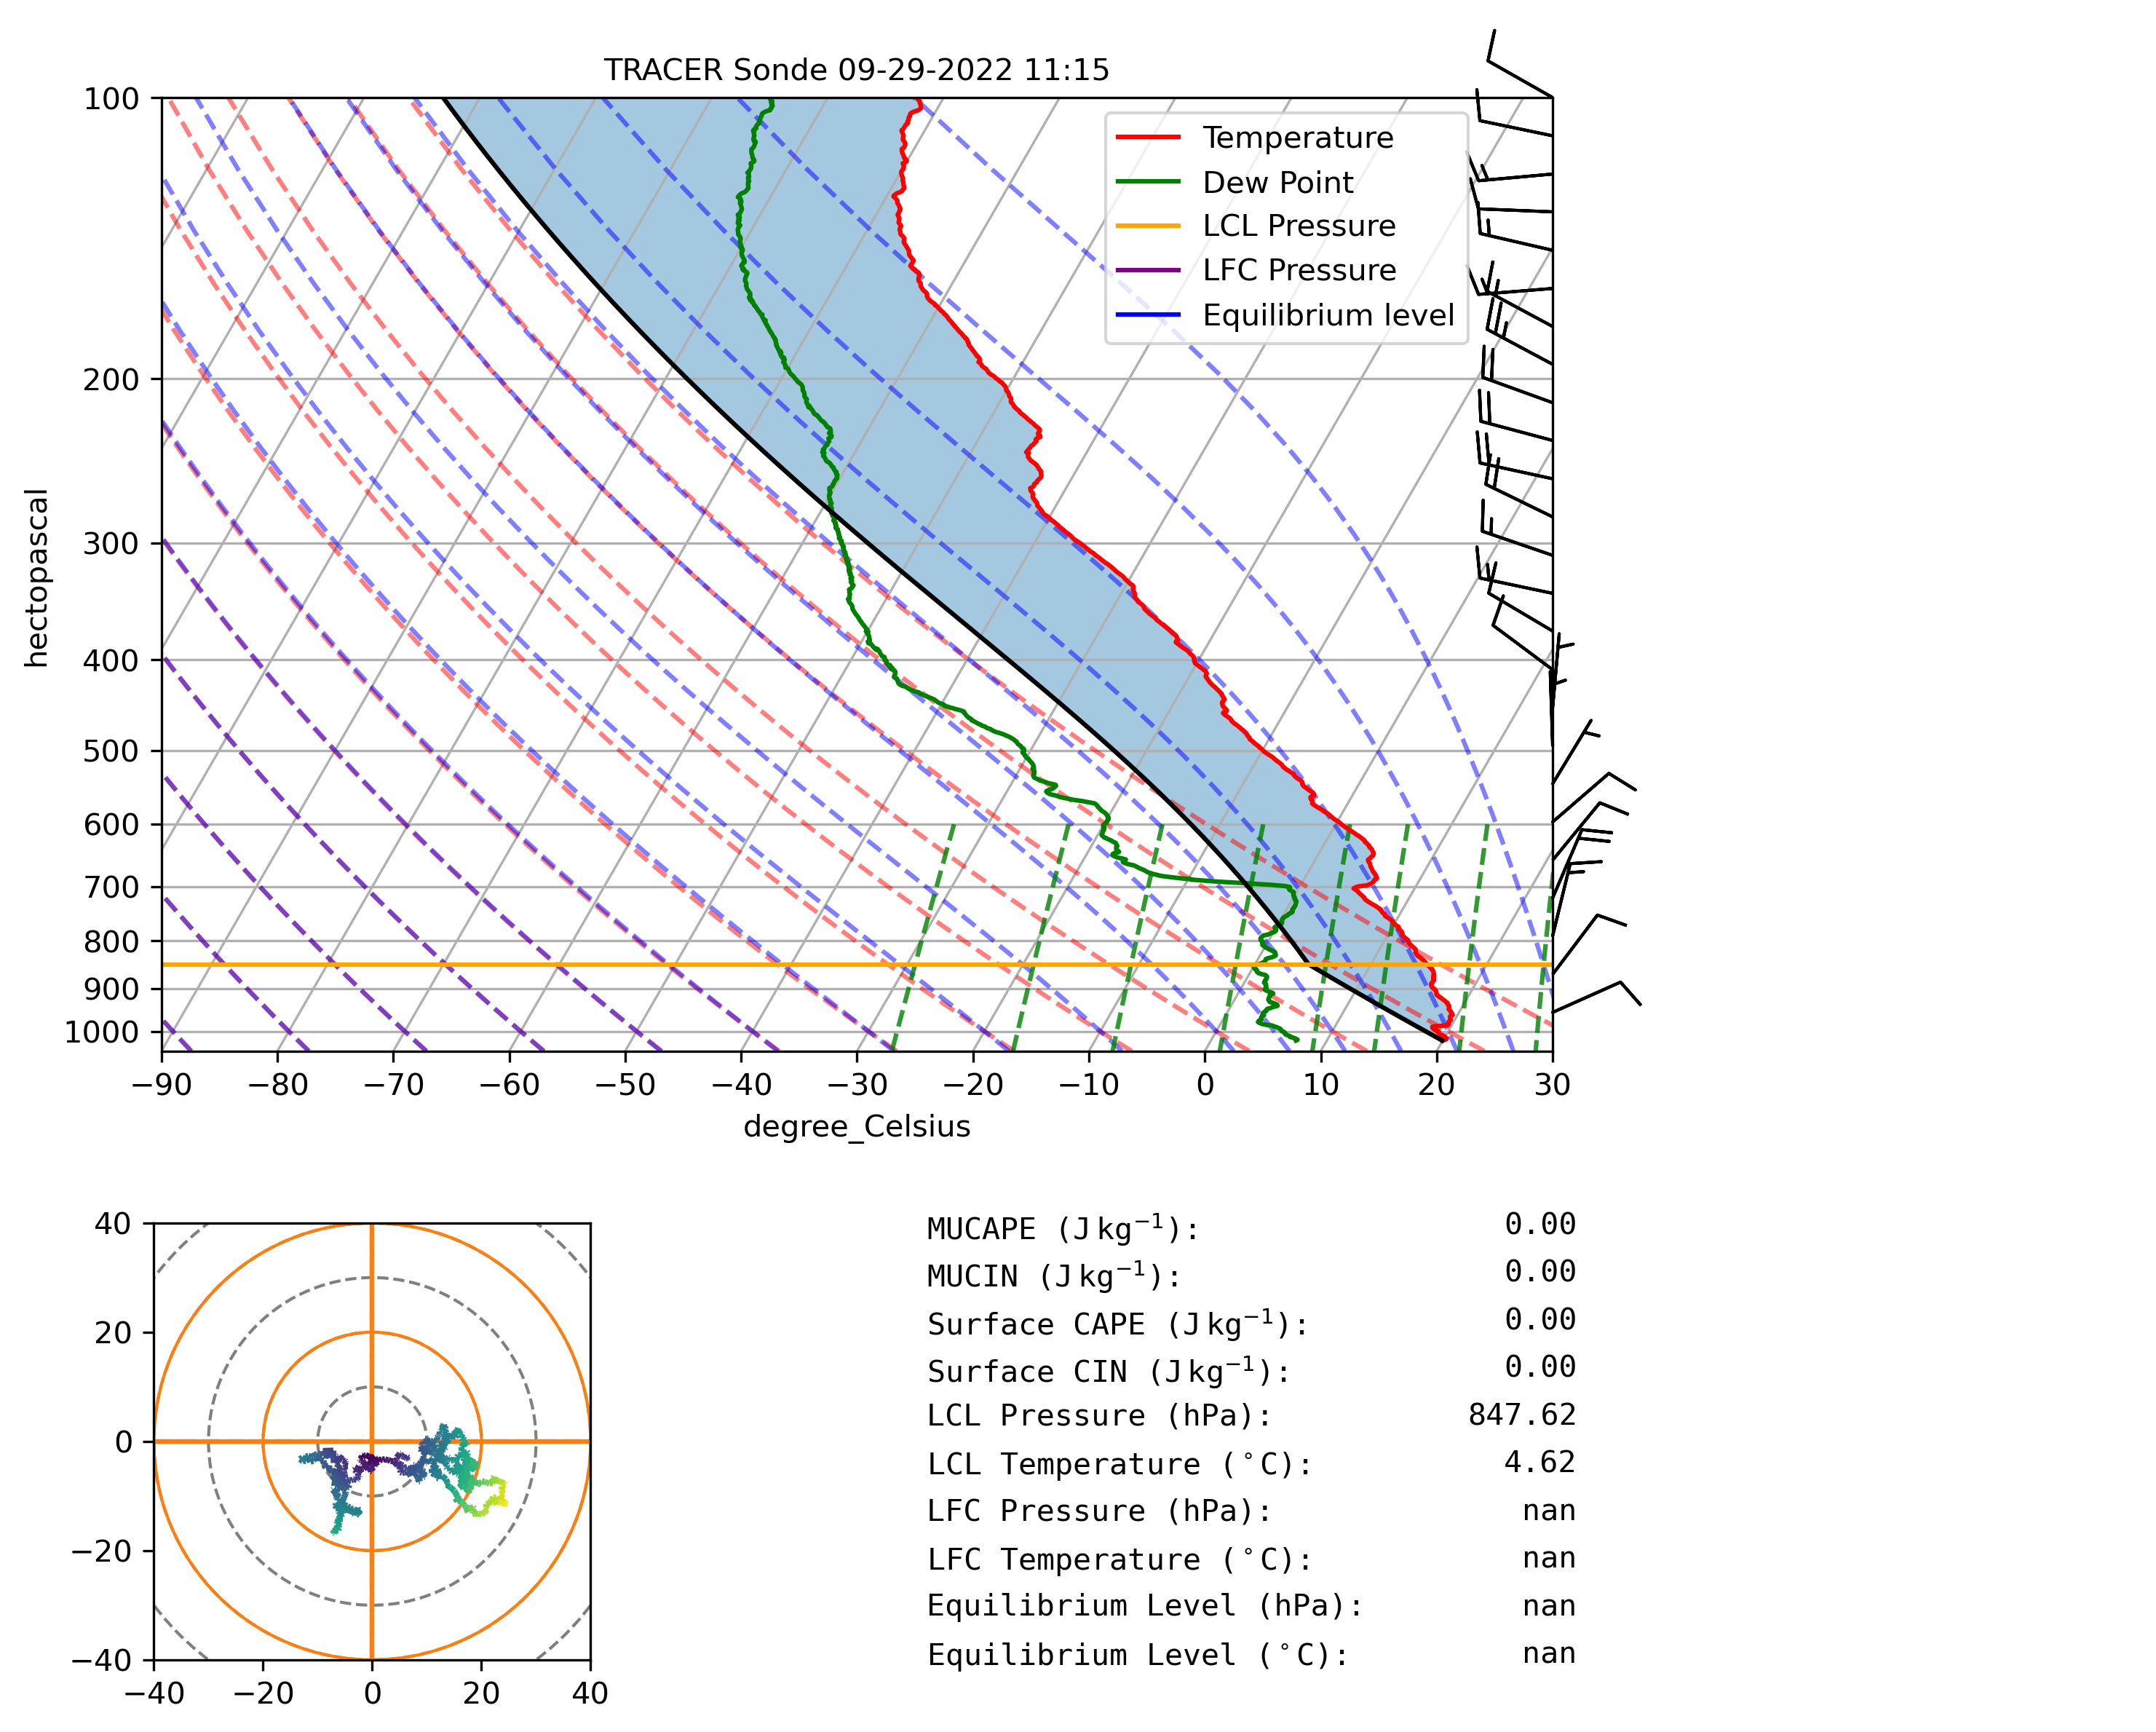 TRACER Sonde 09-29-2022 11:15
100
200
300
400
500
600
700
800
900
1000
hectopascal
Temperature
Dew Point
LCL Pressure
LFC Pressure
Equilibrium level
−90 −80 −70 −60 −50 −40 −30 −20 −10 0 10 20 30
degree_Celsius
40
20
0
−20
−40
−40 −20 0 20 40
MUCAPE (J kg⁻¹): 0.00
MUCIN (J kg⁻¹): 0.00
Surface CAPE (J kg⁻¹): 0.00
Surface CIN (J kg⁻¹): 0.00
LCL Pressure (hPa): 847.62
LCL Temperature (°C): 4.62
LFC Pressure (hPa): nan
LFC Temperature (°C): nan
Equilibrium Level (hPa): nan
Equilibrium Level (°C): nan